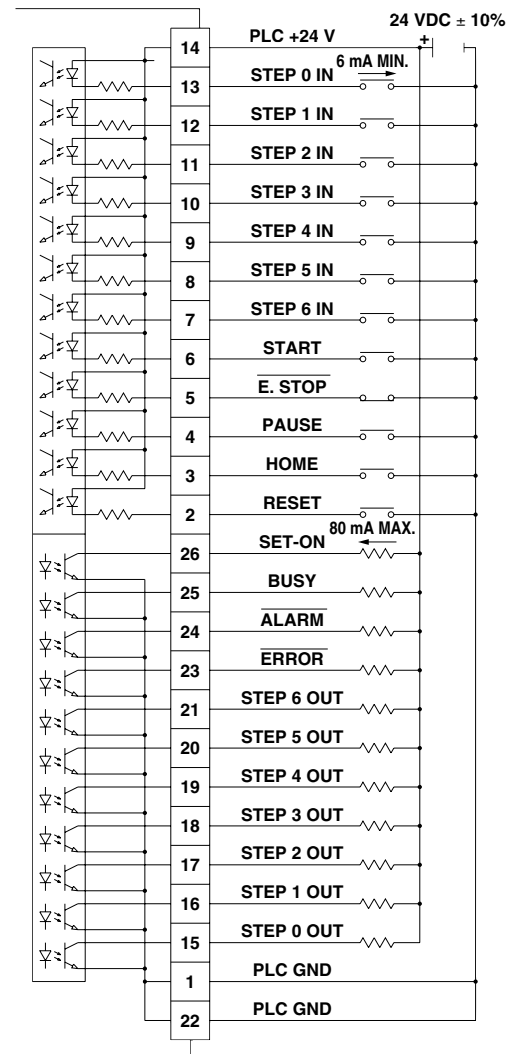 24 VDC ± 10%
14 PLC +24 V +
6 mA MIN.
13 STEP 0 IN
12 STEP 1 IN
11 STEP 2 IN
10 STEP 3 IN
9 STEP 4 IN
8 STEP 5 IN
7 STEP 6 IN
6 START
5 E. STOP
4 PAUSE
3 HOME
2 RESET
80 mA MAX.
26 SET-ON
25 BUSY
24 ALARM
23 ERROR
21 STEP 6 OUT
20 STEP 5 OUT
19 STEP 4 OUT
18 STEP 3 OUT
17 STEP 2 OUT
16 STEP 1 OUT
15 STEP 0 OUT
1 PLC GND
22 PLC GND